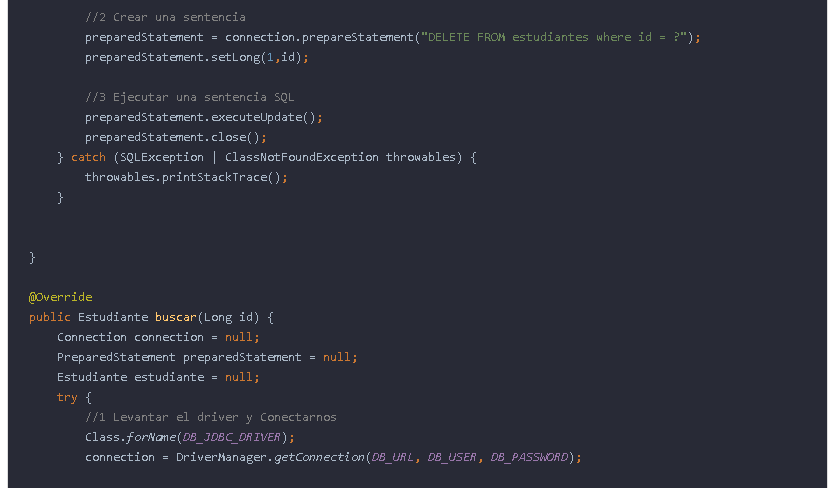 //2 Crear una sentencia
preparedStatement = connection.prepareStatement("DELETE FROM estudiantes where id = ?");
preparedStatement.setLong(1,id);
//3 Ejecutar una sentencia SQL
preparedStatement.executeUpdate();
preparedStatement.close();
} catch (SQLException | ClassNotFoundException throwables) {
throwables.printStackTrace();
}
}
@Override
public Estudiante buscar(Long id) {
Connection connection = null;
PreparedStatement preparedStatement = null;
Estudiante estudiante = null;
try {
//1 Levantar el driver y Conectarnos
Class.forName(DB_JDBC_DRIVER);
connection = DriverManager.getConnection(DB_URL, DB_USER, DB_PASSWORD);